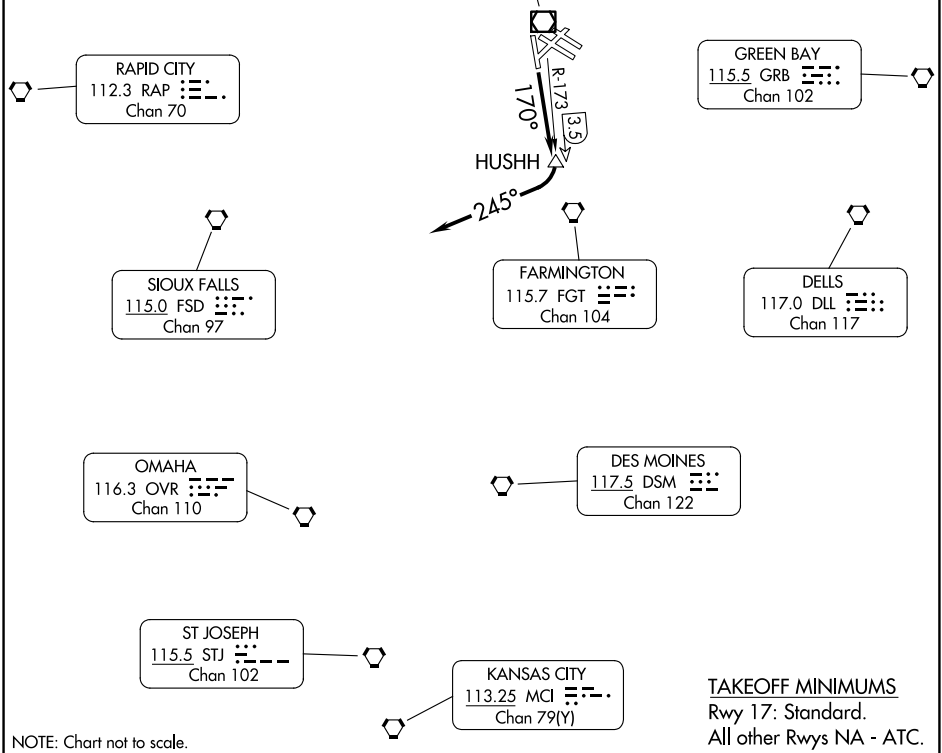 RAPID CITY
112.3 RAP
Chan 70
GREEN BAY
115.5 GRB
Chan 102
R-173
170°
3.5
HUSHH
245°
SIOUX FALLS
115.0 FSD
Chan 97
FARMINGTON
115.7 FGT
Chan 104
DELLS
117.0 DLL
Chan 117
OMAHA
116.3 OVR
Chan 110
DES MOINES
117.5 DSM
Chan 122
ST JOSEPH
115.5 STJ
Chan 102
KANSAS CITY
113.25 MCI
Chan 79(Y)
TAKEOFF MINIMUMS
Rwy 17: Standard.
All other Rwys NA - ATC.
NOTE: Chart not to scale.